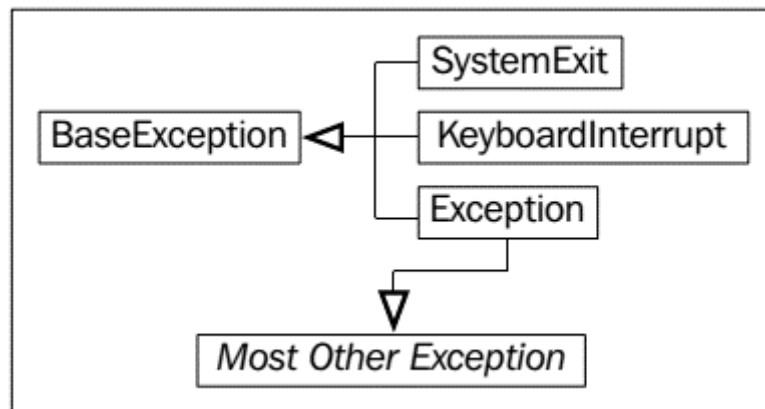 SystemExit
BaseException
KeyboardInterrupt
Exception
Most Other Exception